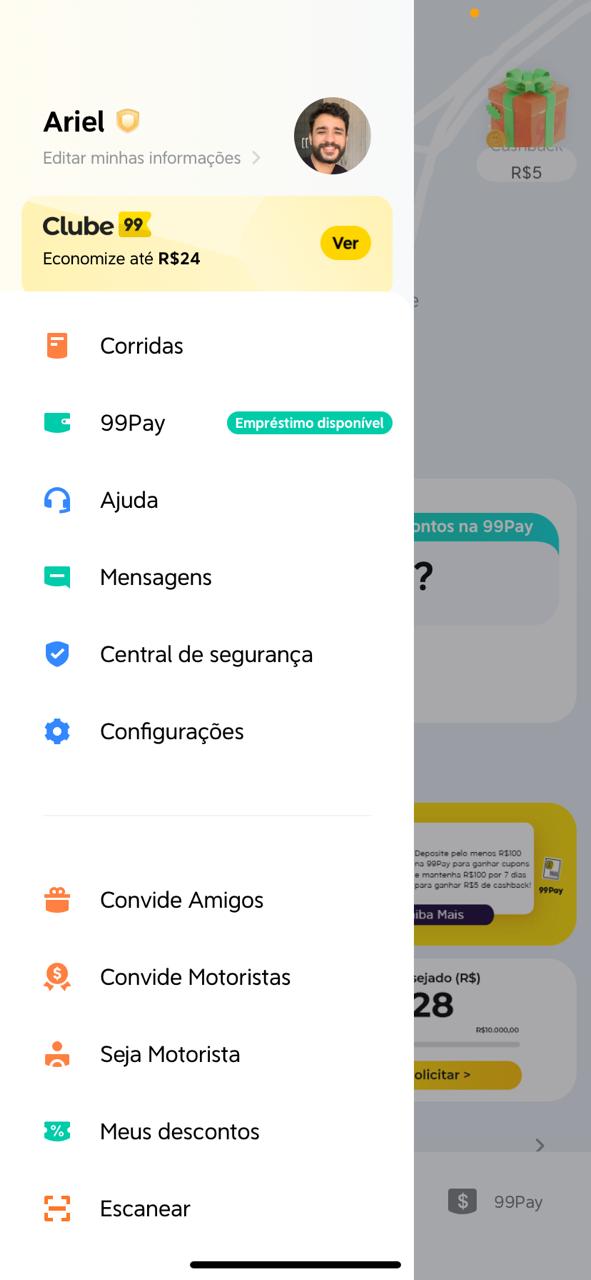 Ariel
Editar minhas informações
Clube 99
Economize até R$24
Ver
Corridas
99Pay
Empréstimo disponível
Ajuda
Mensagens
Central de segurança
Configurações
Convide Amigos
Convide Motoristas
Seja Motorista
Meus descontos
Escanear
Cashback
R$5
e
ontos na 99Pay
?
Deposite pelo menos R$100
na 99Pay para ganhar cupons
e mantenha R$100 por 7 dias
para ganhar R$5 de cashback!
99Pay
iba Mais
sejado (R$)
28
R$10.000,00
olicitar >
99Pay